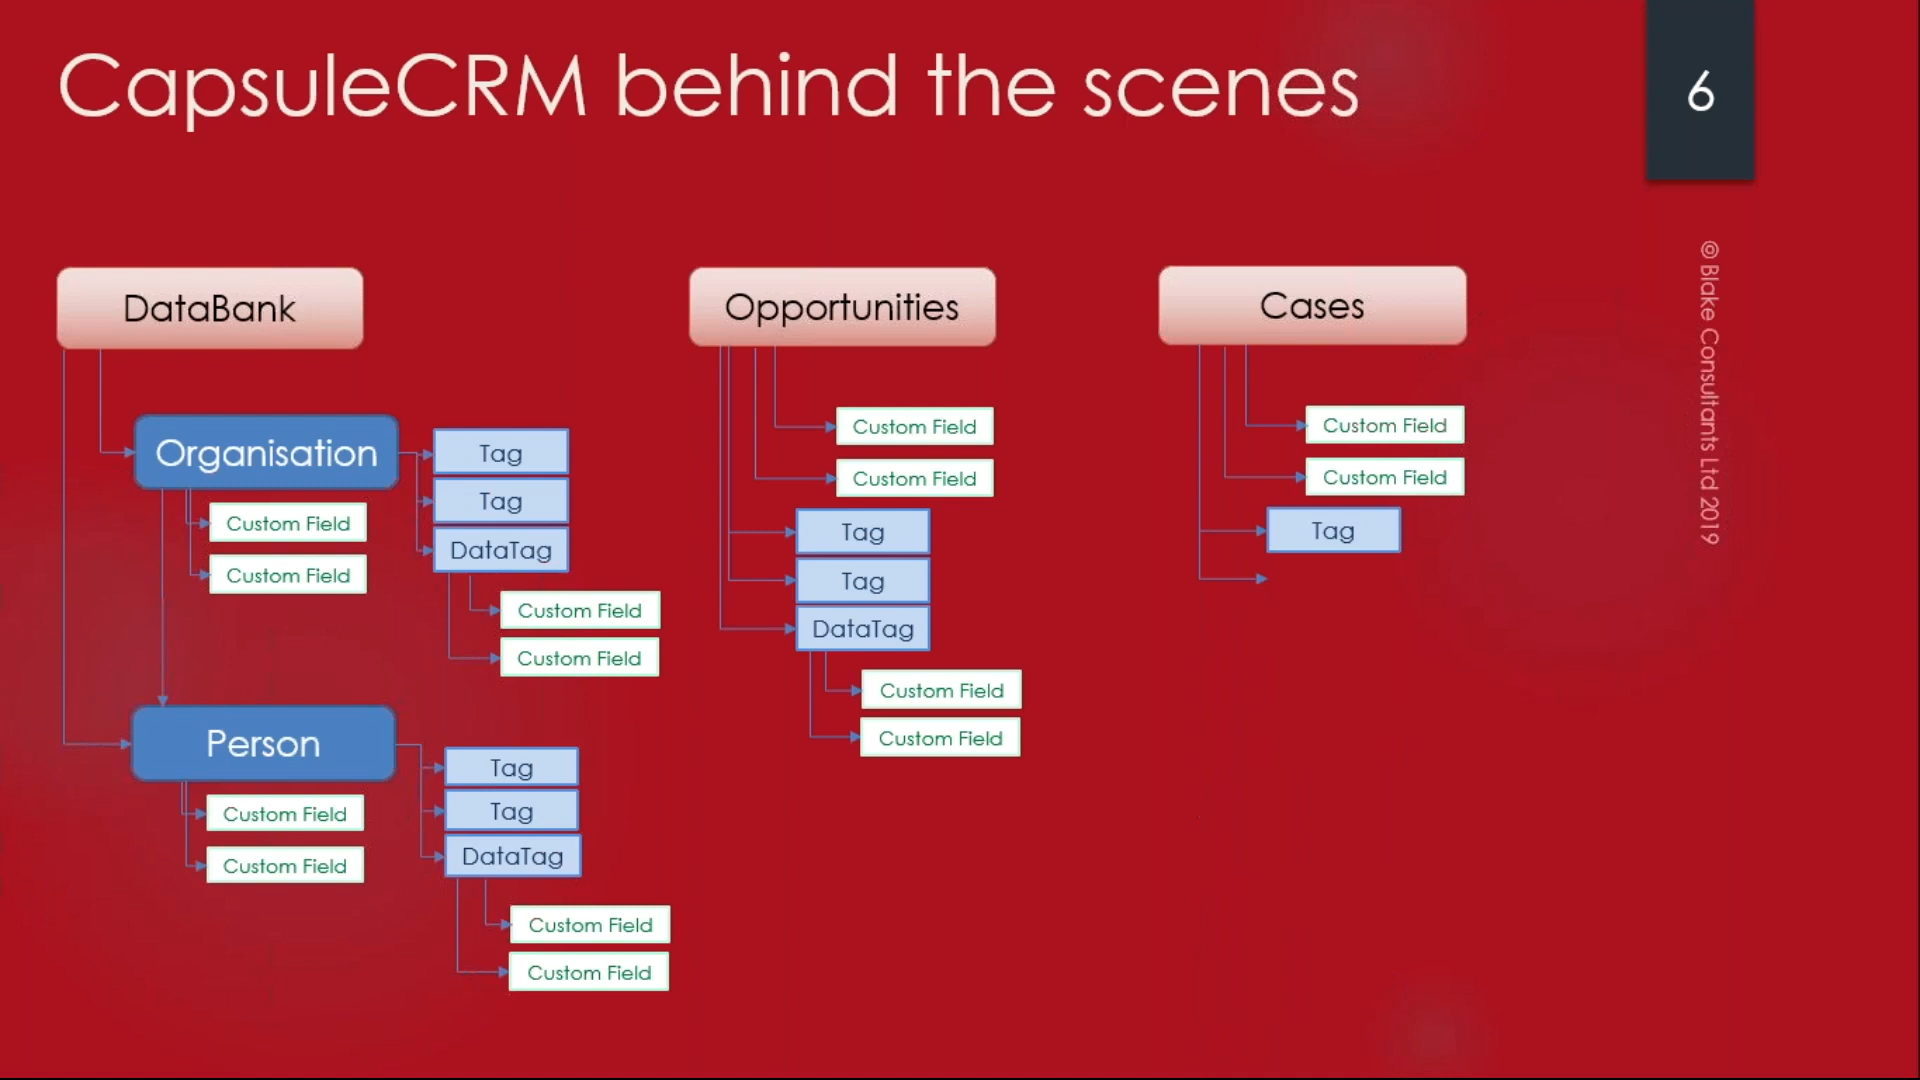 CapsuleCRM behind the scenes
6
© Blake Consultants Ltd 2019
DataBank
Organisation
Tag
Tag
DataTag
Custom Field
Custom Field
Custom Field
Custom Field
Person
Tag
Tag
DataTag
Custom Field
Custom Field
Custom Field
Custom Field
Opportunities
Custom Field
Custom Field
Tag
Tag
DataTag
Custom Field
Custom Field
Cases
Custom Field
Custom Field
Tag